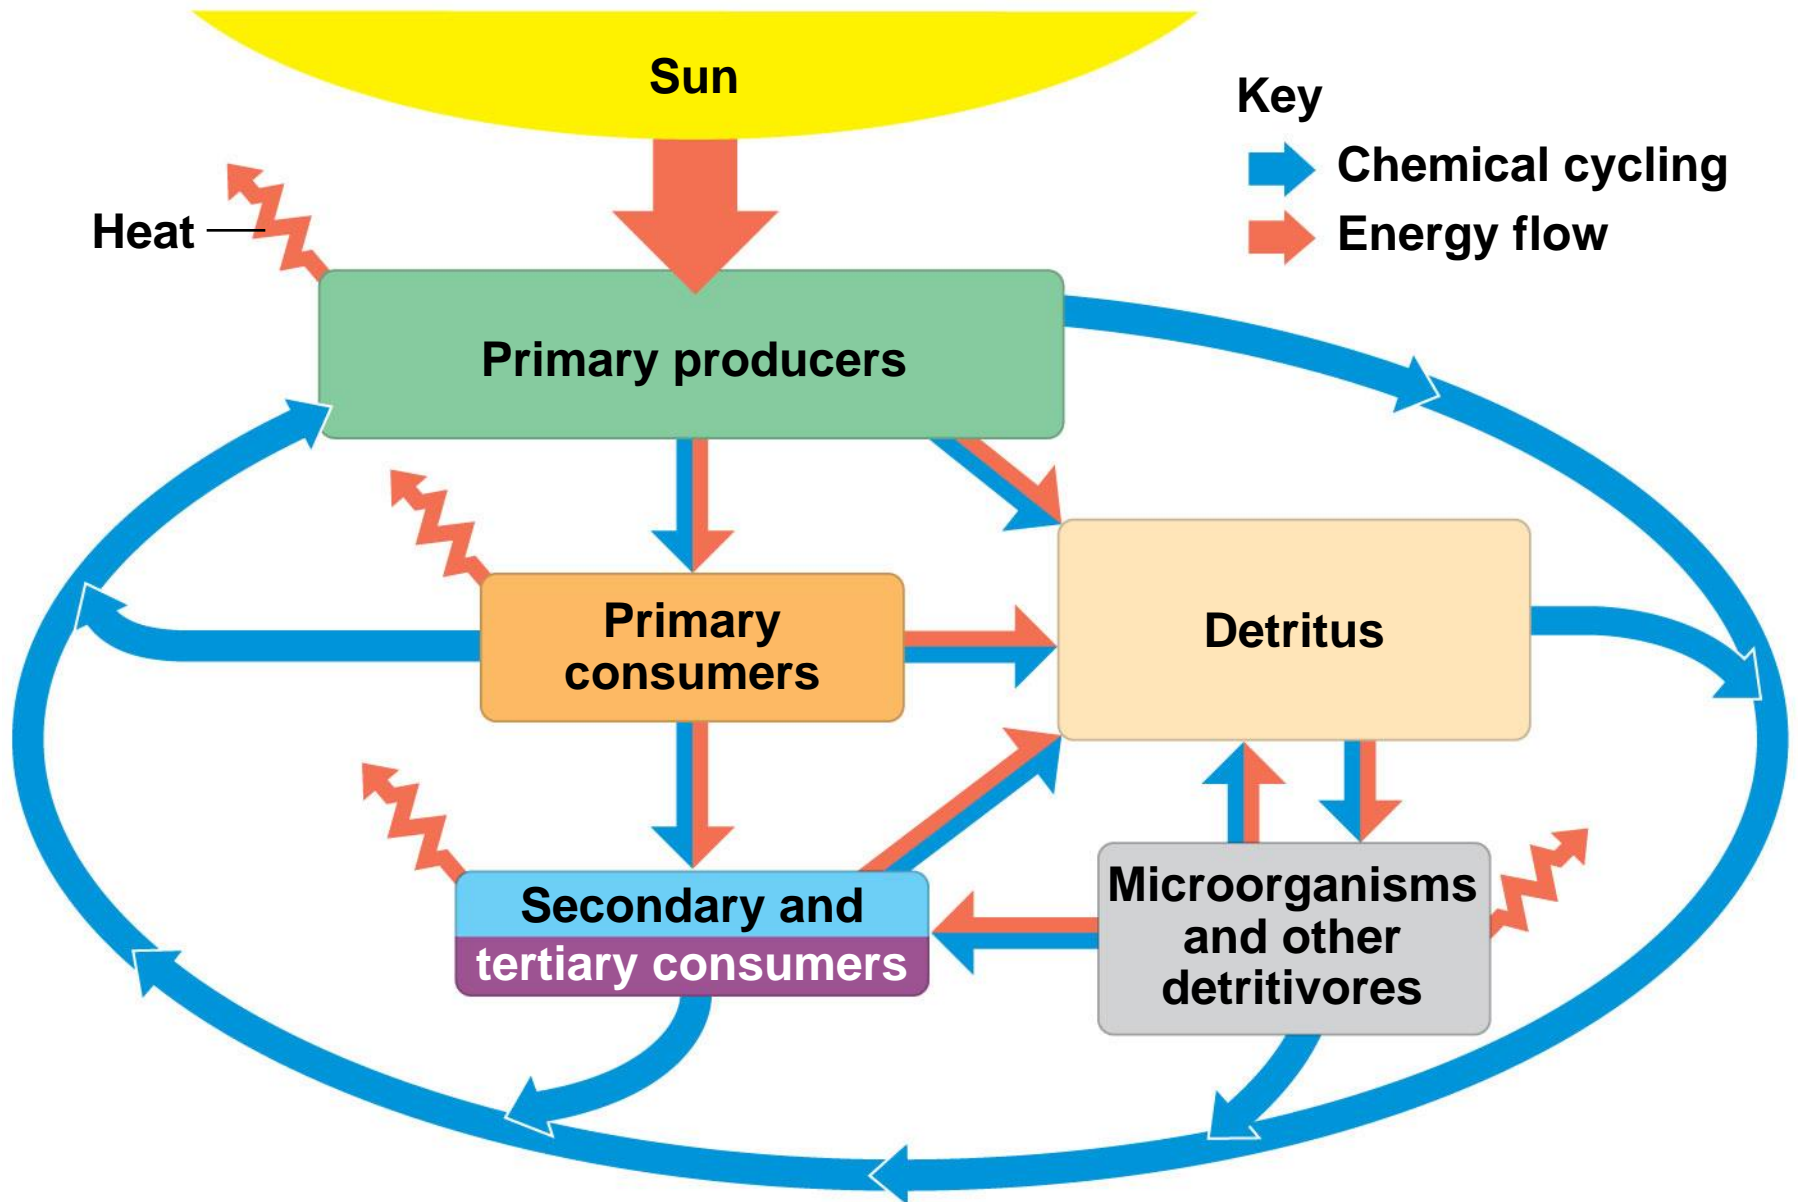 Sun
Key
Chemical cycling
Energy flow
Heat
Primary producers
Primary
consumers
Detritus
Secondary and
tertiary consumers
Microorganisms
and other
detritivores